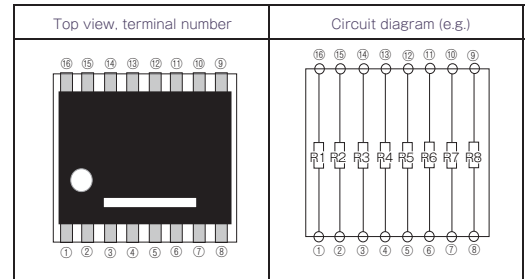 Top view, terminal number
Circuit diagram (e.g.)
⑯ ⑮ ⑭ ⑬ ⑫ ⑪ ⑩ ⑨
① ② ③ ④ ⑤ ⑥ ⑦ ⑧
⑯ ⑮ ⑭ ⑬ ⑫ ⑪ ⑩ ⑨
R1 R2 R3 R4 R5 R6 R7 R8
① ② ③ ④ ⑤ ⑥ ⑦ ⑧